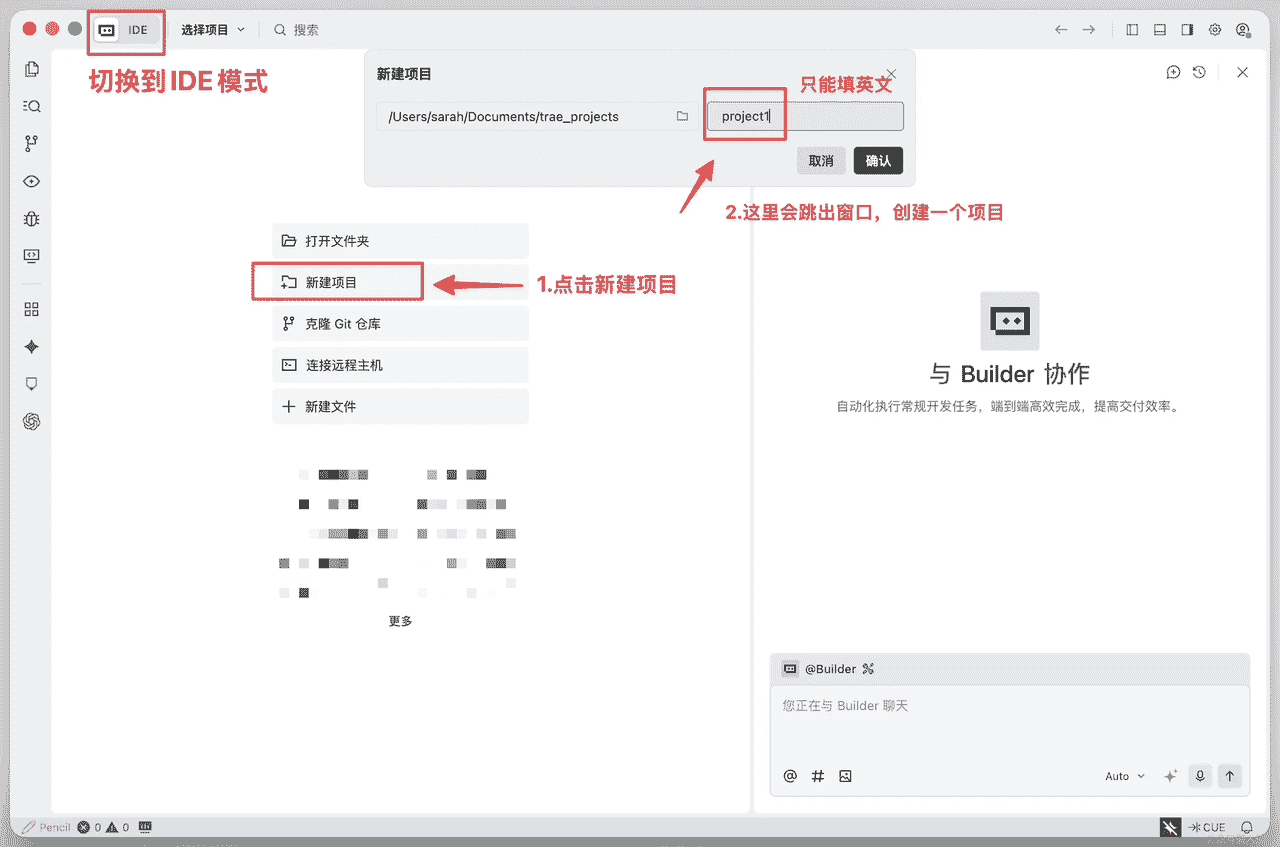 IDE
选择项目
搜索
切换到 IDE 模式
新建项目
只能填英文
/Users/sarah/Documents/trae_projects
project1
取消
确认
2.这里会跳出窗口，创建一个项目
打开文件夹
新建项目
1.点击新建项目
克隆 Git 仓库
连接远程主机
新建文件
更多
与 Builder 协作
自动化执行常规开发任务，端到端高效完成，提高交付效率。
@Builder
您正在与 Builder 聊天
Auto
Pencil
0
0
CUE